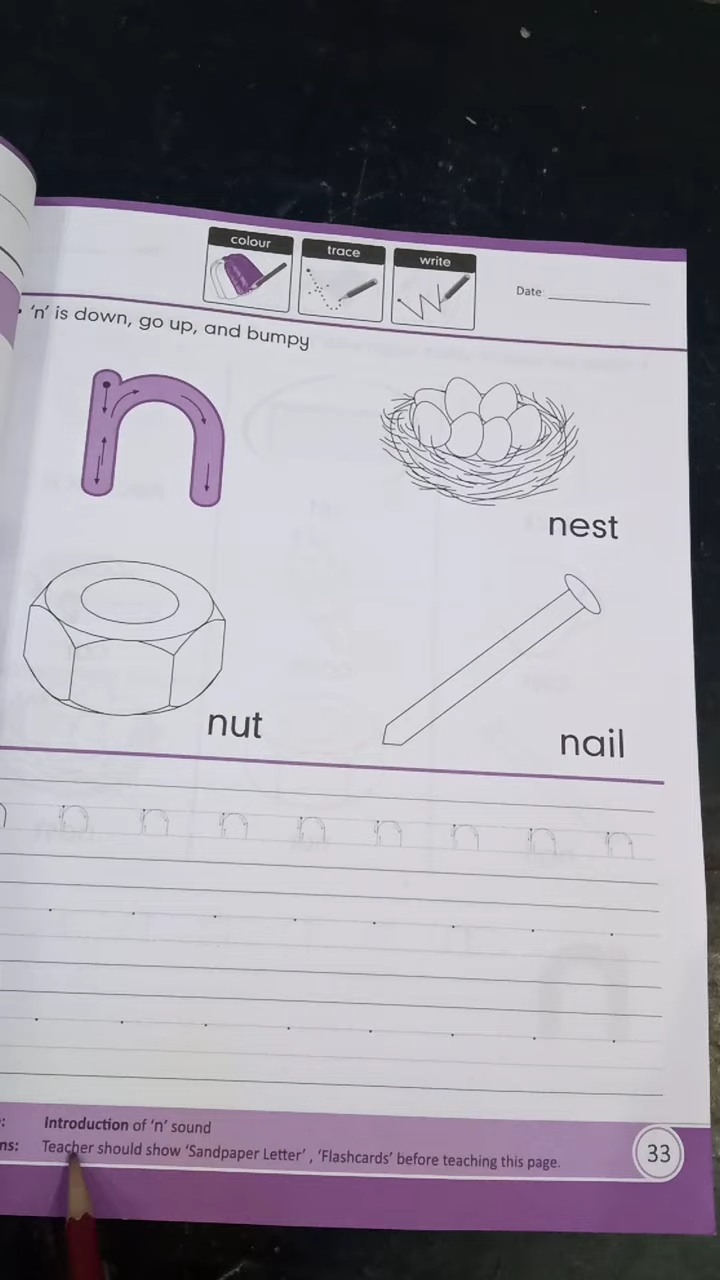 colour
trace
write
Date
'n' is down, go up, and bumpy
n
nest
nut
nail
n n n n n n n n
Introduction of 'n' sound
Teacher should show 'Sandpaper Letter' , 'Flashcards' before teaching this page.
33